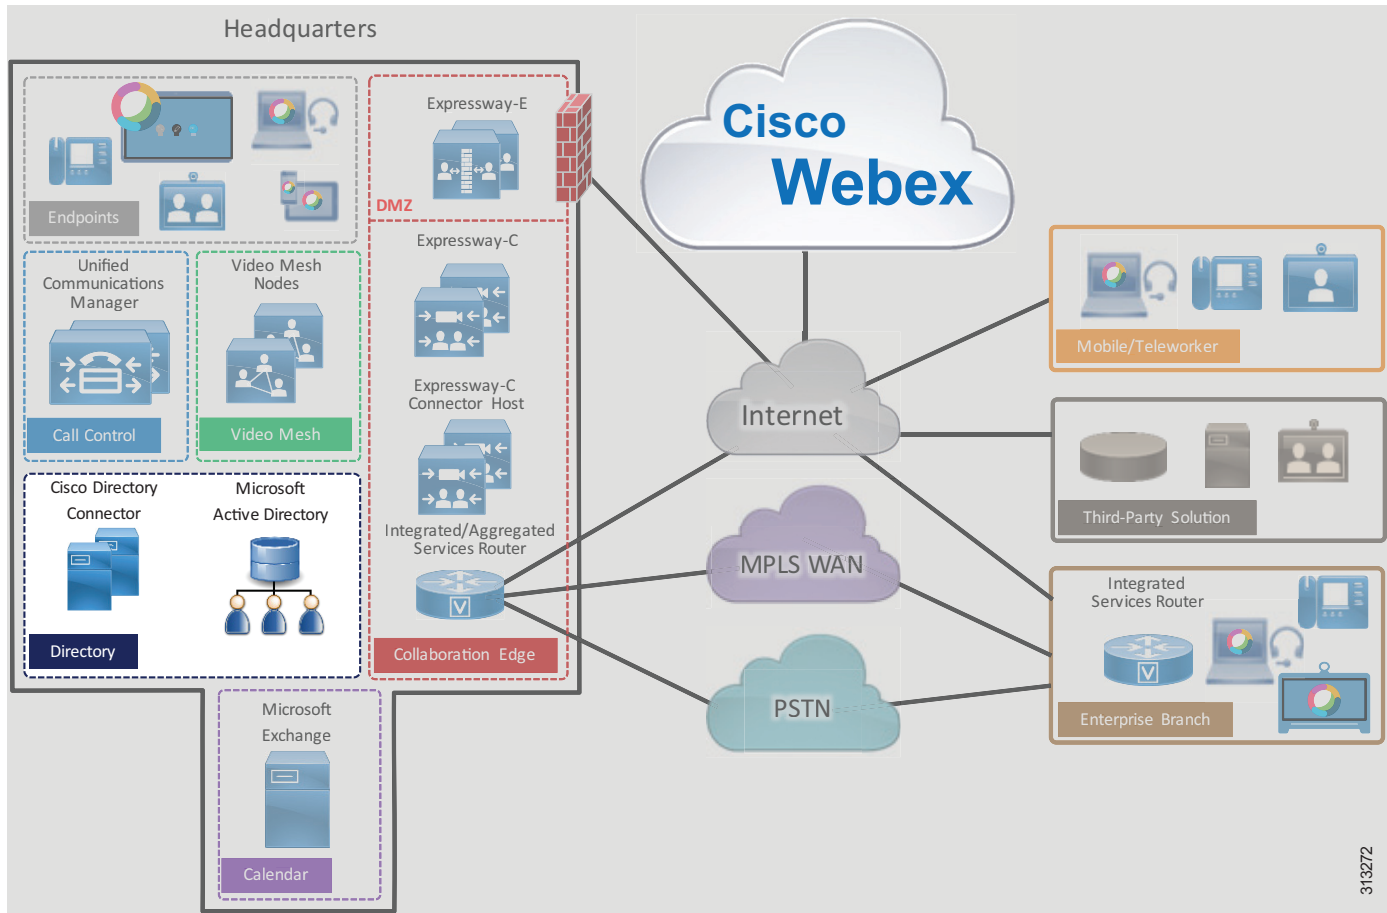 Headquarters
Expressway-E
DMZ
Endpoints
Unified
Communications
Manager
Call Control
Video Mesh
Nodes
Video Mesh
Expressway-C
Expressway-C
Connector Host
Integrated/Aggregated
Services Router
V
Collaboration Edge
Cisco Directory
Connector
Microsoft
Active Directory
Directory
Microsoft
Exchange
Calendar
Cisco
Webex
Internet
MPLS WAN
PSTN
Mobile/Teleworker
Third-Party Solution
Integrated
Services Router
V
Enterprise Branch
313272